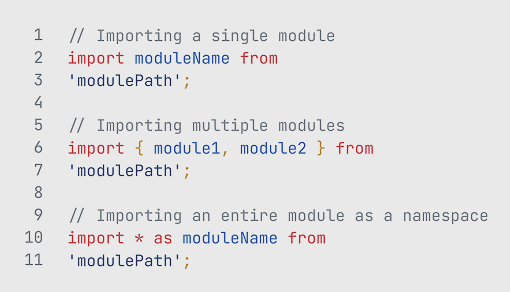 1 // Importing a single module
2 import moduleName from
3 'modulePath';
4
5 // Importing multiple modules
6 import { module1, module2 } from
7 'modulePath';
8
9 // Importing an entire module as a namespace
10 import * as moduleName from
11 'modulePath';